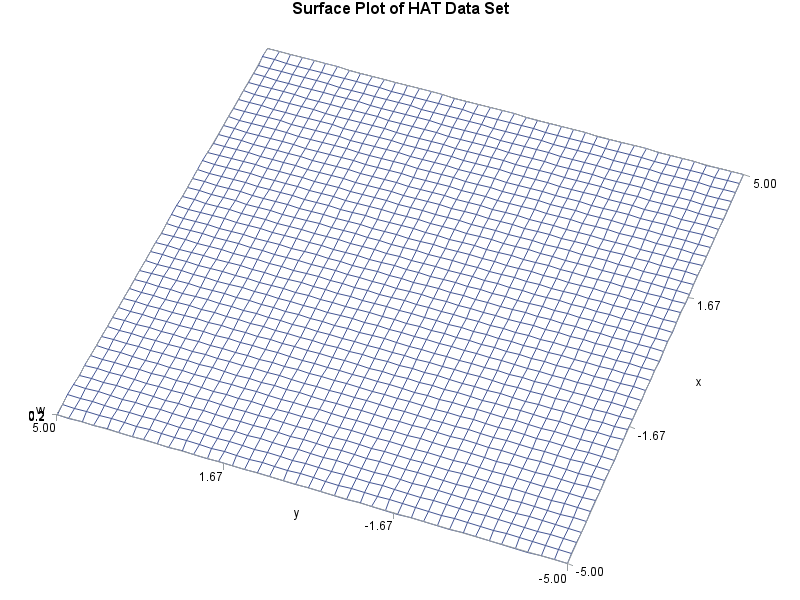 Surface Plot of HAT Data Set
5.00
1.67
x
-1.67
w
0.2
5.00
1.67
y
-1.67
-5.00
-5.00